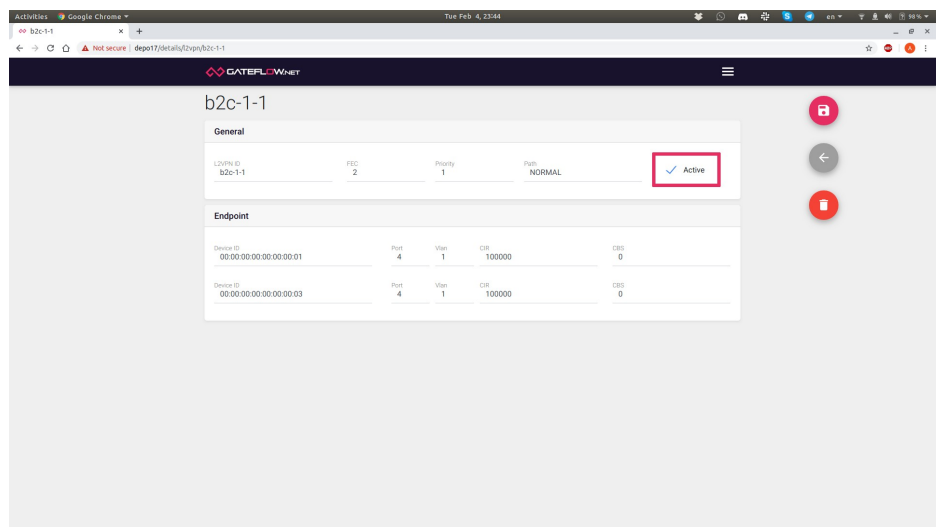 Activities Google Chrome Tue Feb 4, 23:44 en 98 %
b2c-1-1
Not secure depo17/details/l2vpn/b2c-1-1
GATEFLOW.NET
b2c-1-1
General
L2VPN ID FEC Priority Path
b2c-1-1 2 1 NORMAL Active
Endpoint
Device ID Port Vlan CIR CBS
00:00:00:00:00:00:00:01 4 1 100000 0
Device ID Port Vlan CIR CBS
00:00:00:00:00:00:00:03 4 1 100000 0